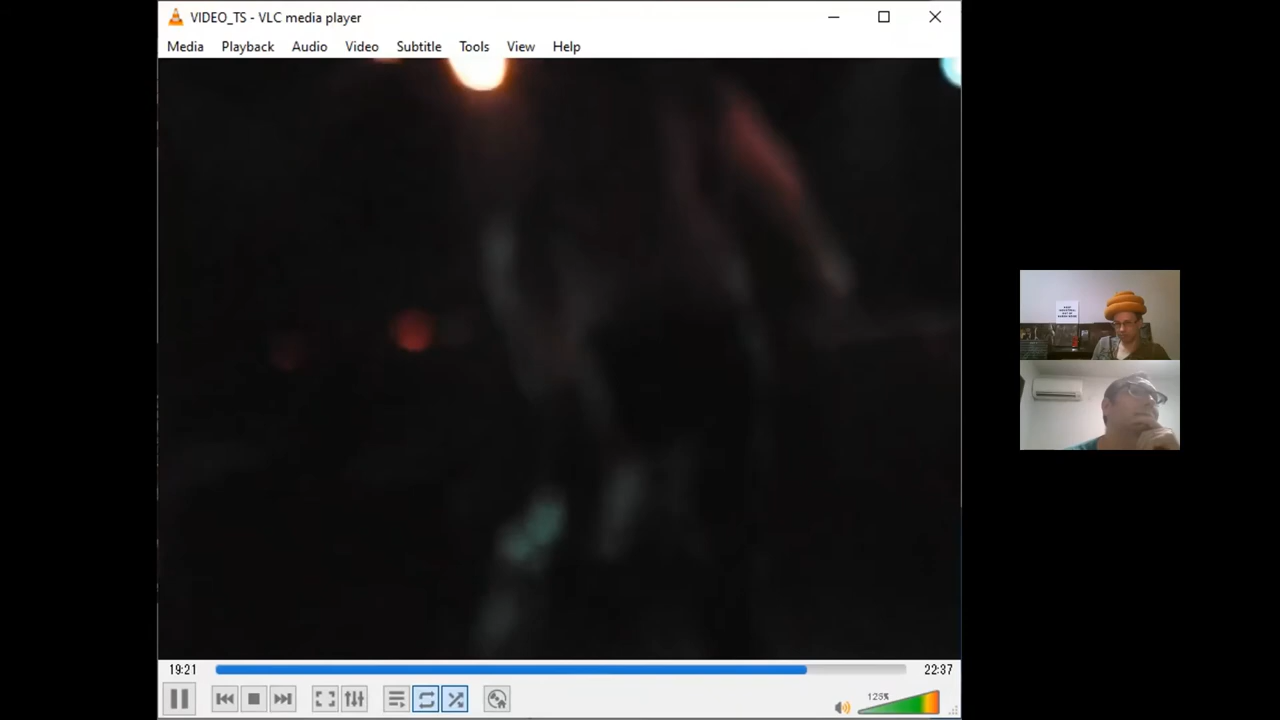 VIDEO_TS - VLC media player
Media Playback Audio Video Subtitle Tools View Help
19:21 22:37
125%